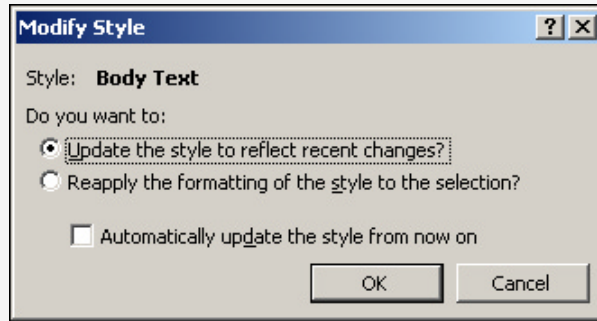 Modify Style
Style: Body Text
Do you want to:
Update the style to reflect recent changes?
Reapply the formatting of the style to the selection?
Automatically update the style from now on
OK Cancel